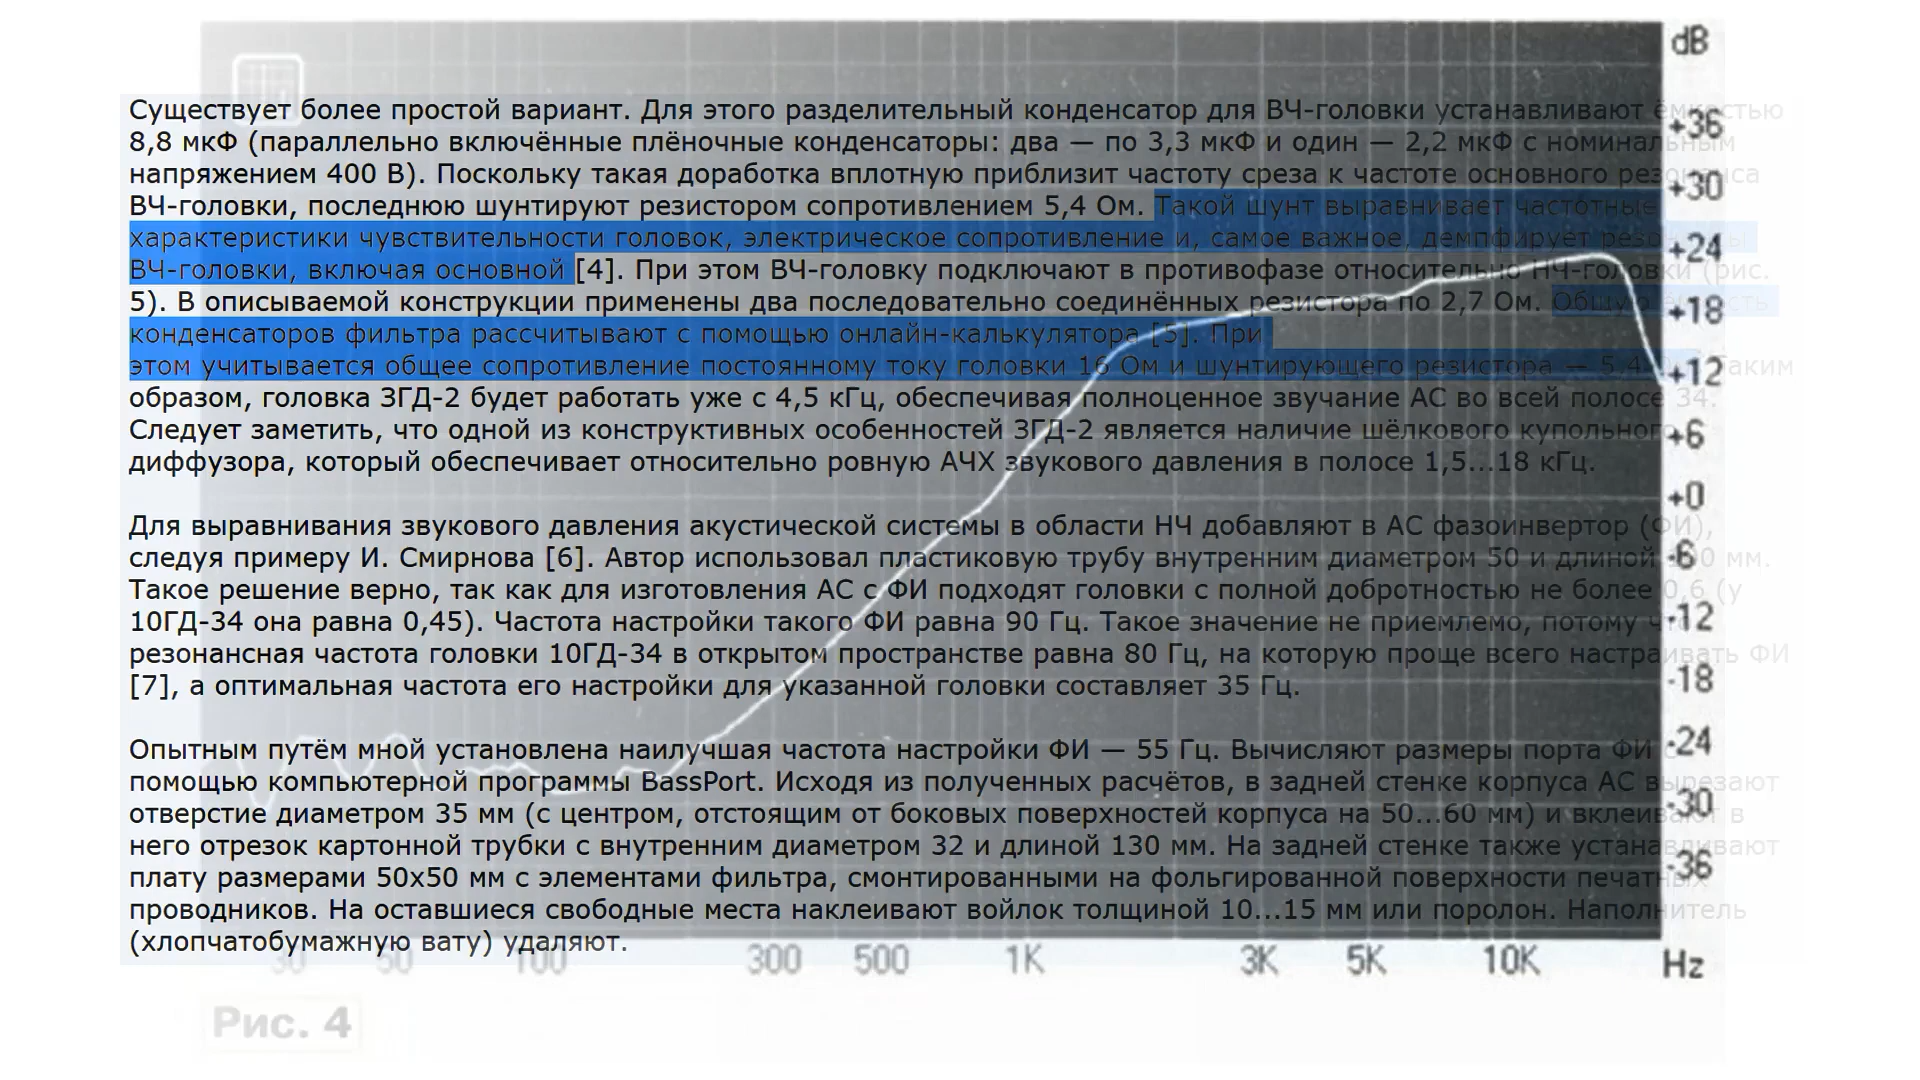 Существует более простой вариант. Для этого разделительный конденсатор для ВЧ-головки устанавливают ёмкостью
8,8 мкФ (параллельно включённые плёночные конденсаторы: два — по 3,3 мкФ и один — 2,2 мкФ с номинальным
напряжением 400 В). Поскольку такая доработка вплотную приблизит частоту среза к частоте основного резонанса
ВЧ-головки, последнюю шунтируют резистором сопротивлением 5,4 Ом. Такой шунт выравнивает частотные
характеристики чувствительности головок, электрическое сопротивление и, самое важное, демпфирует резонансы
ВЧ-головки, включая основной [4]. При этом ВЧ-головку подключают в противофазе относительно НЧ-головки (рис.
5). В описываемой конструкции применены два последовательно соединённых резистора по 2,7 Ом. Общую ёмкость
конденсаторов фильтра рассчитывают с помощью онлайн-калькулятора [5]. При
этом учитывается общее сопротивление постоянному току головки 16 Ом и шунтирующего резистора — 5,4 Таким
образом, головка 3ГД-2 будет работать уже с 4,5 кГц, обеспечивая полноценное звучание АС во всей полосе 34.
Следует заметить, что одной из конструктивных особенностей 3ГД-2 является наличие шёлкового купольного
диффузора, который обеспечивает относительно ровную АЧХ звукового давления в полосе 1,5...18 кГц.
Для выравнивания звукового давления акустической системы в области НЧ добавляют в АС фазоинвертор (ФИ),
следуя примеру И. Смирнова [6]. Автор использовал пластиковую трубу внутренним диаметром 50 и длиной мм.
Такое решение верно, так как для изготовления АС с ФИ подходят головки с полной добротностью не более 0,6 (у
10ГД-34 она равна 0,45). Частота настройки такого ФИ равна 90 Гц. Такое значение не приемлемо, потому что
резонансная частота головки 10ГД-34 в открытом пространстве равна 80 Гц, на которую проще всего настраивать ФИ
[7], а оптимальная частота его настройки для указанной головки составляет 35 Гц.
Опытным путём мной установлена наилучшая частота настройки ФИ — 55 Гц. Вычисляют размеры порта ФИ с
помощью компьютерной программы BassPort. Исходя из полученных расчётов, в задней стенке корпуса АС вырезают
отверстие диаметром 35 мм (с центром, отстоящим от боковых поверхностей корпуса на 50...60 мм) и вклеивают в
него отрезок картонной трубки с внутренним диаметром 32 и длиной 130 мм. На задней стенке также устанавливают
плату размерами 50x50 мм с элементами фильтра, смонтированными на фольгированной поверхности печатных
проводников. На оставшиеся свободные места наклеивают войлок толщиной 10...15 мм или поролон. Наполнитель
(хлопчатобумажную вату) удаляют.
dB
+36
+30
+24
+18
+12
+6
+0
-6
-12
-18
-24
-30
-36
30 50 100 300 500 1K 3K 5K 10K Hz
Рис. 4